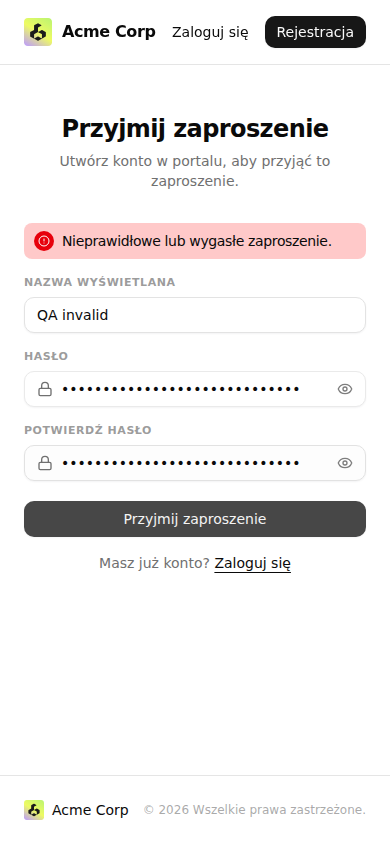 Acme Corp
Zaloguj się
Rejestracja
Przyjmij zaproszenie
Utwórz konto w portalu, aby przyjąć to
zaproszenie.
Nieprawidłowe lub wygasłe zaproszenie.
NAZWA WYŚWIETLANA
QA invalid
HASŁO
•••••••••••••••••••••••••••••
POTWIERDŹ HASŁO
•••••••••••••••••••••••••••••
Przyjmij zaproszenie
Masz już konto? Zaloguj się
Acme Corp
© 2026 Wszelkie prawa zastrzeżone.